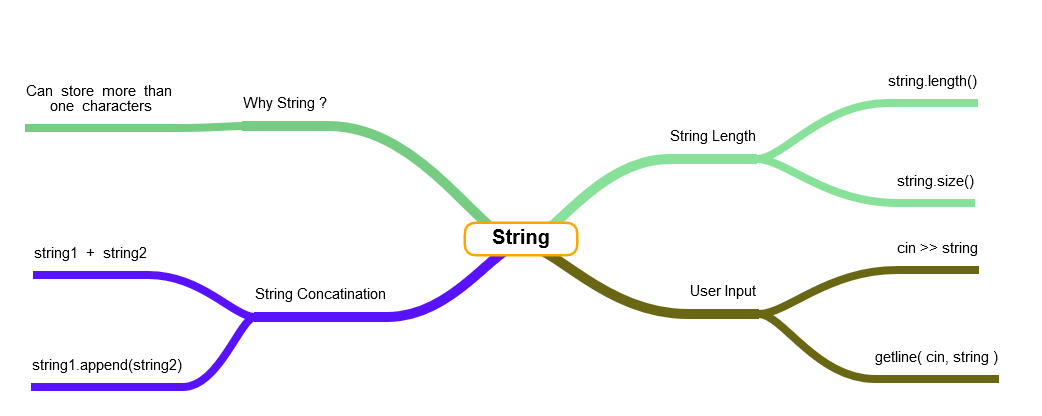 Can store more than
one characters
Why String ?
string1 + string2
String Concatination
string1.append(string2)
String
String Length
string.length()
string.size()
User Input
cin >> string
getline( cin, string )